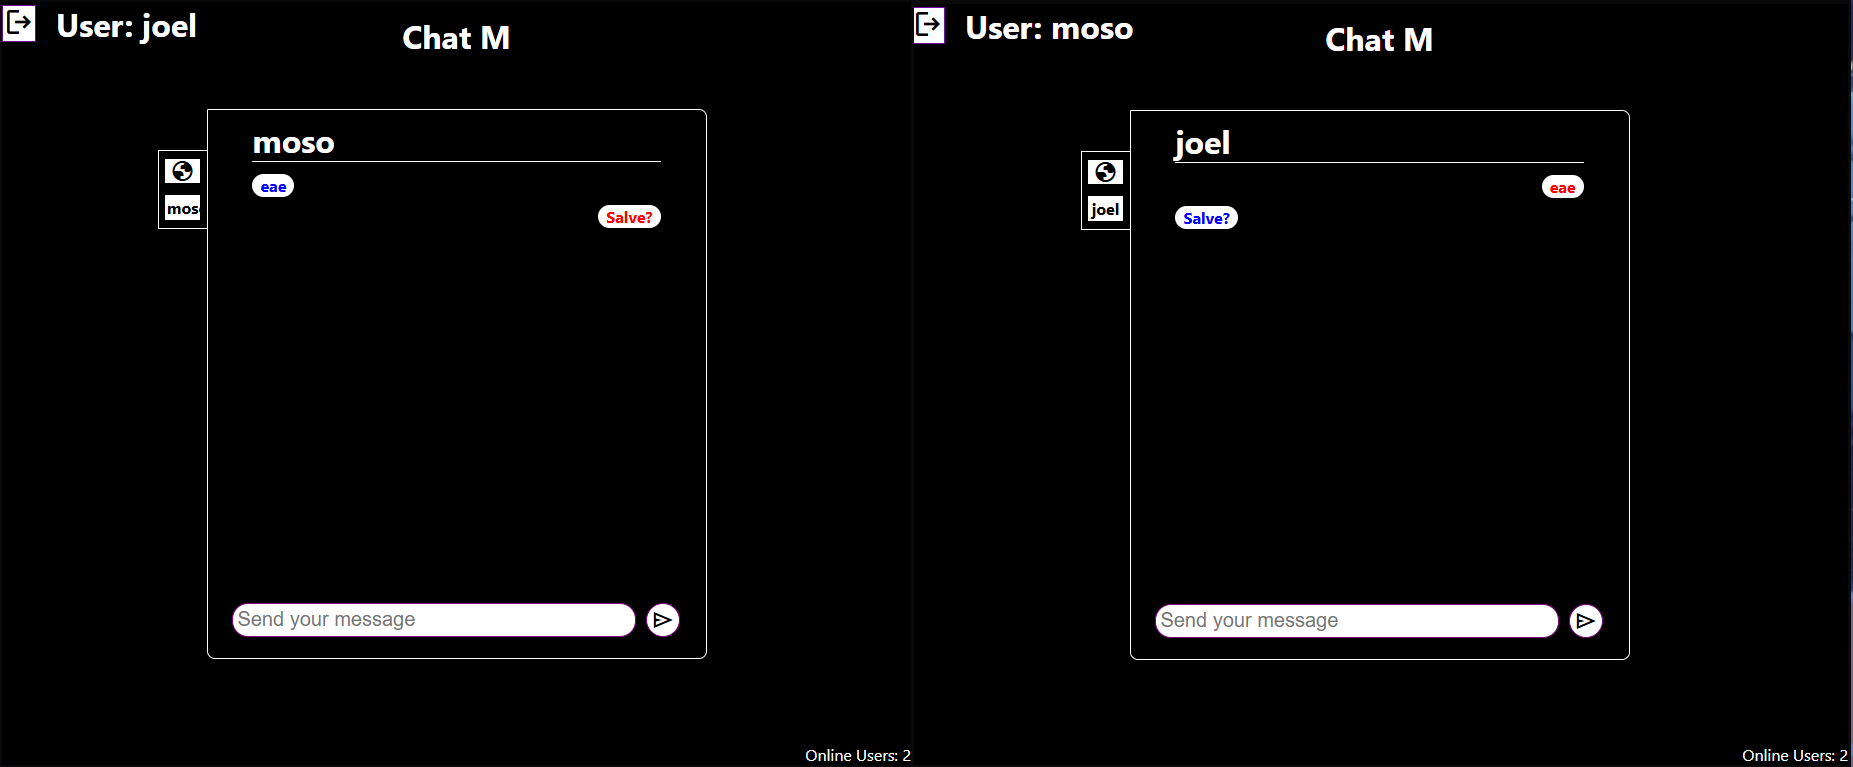 User: joel
Chat M
moso
eae
mos
Salve?
Send your message
Online Users: 2
User: moso
Chat M
joel
eae
joel
Salve?
Send your message
Online Users: 2